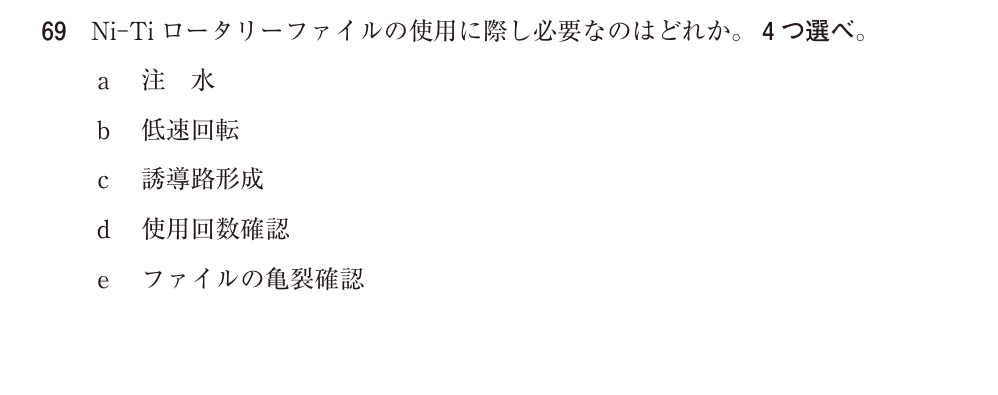 69 Ni-Ti ロータリーファイルの使用に際し必要なのはどれか。4 つ選べ。
a 注　水
b 低速回転
c 誘導路形成
d 使用回数確認
e ファイルの亀裂確認